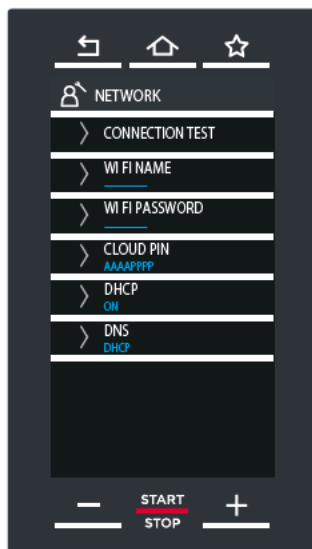 NETWORK
CONNECTION TEST
WI FI NAME
WI FI PASSWORD
CLOUD PIN
AAAAPPPP
DHCP
ON
DNS
DHCP
START
STOP